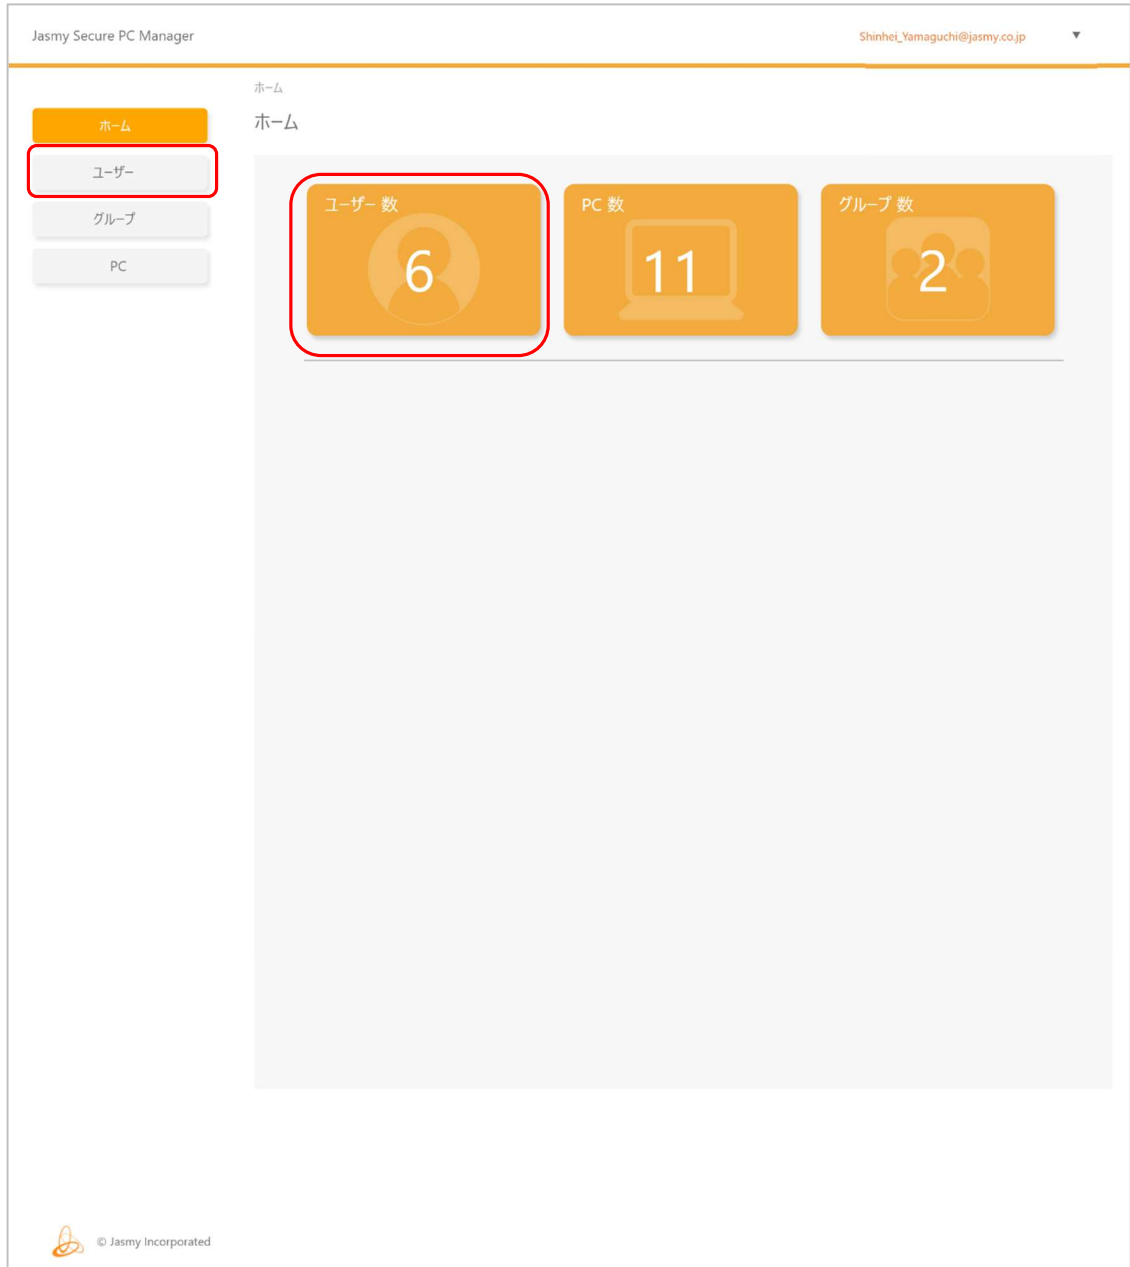 Jasmy Secure PC Manager
Shinhei_Yamaguchi@jasmy.co.jp ▼
ホーム
ホーム
ホーム
ユーザー
グループ
PC
ユーザー 数
6
PC 数
11
グループ 数
2
© Jasmy Incorporated